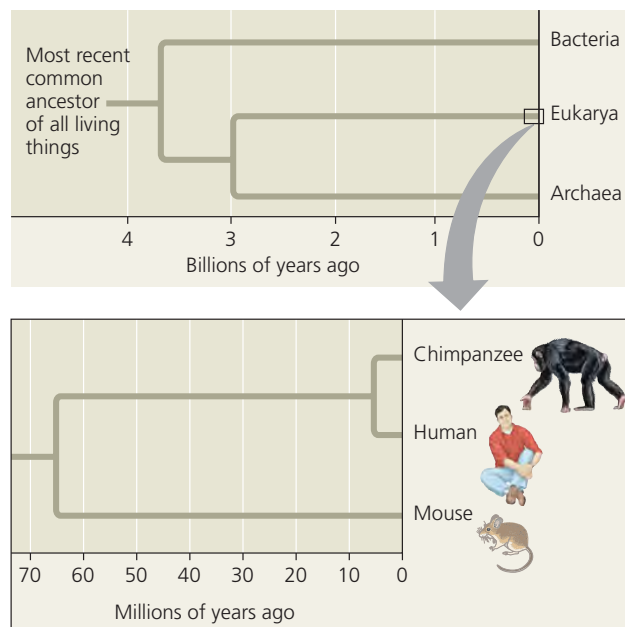 Bacteria
Most recent
common
ancestor
of all living
things
Eukarya
Archaea
4 3 2 1 0
Billions of years ago
Chimpanzee
Human
Mouse
70 60 50 40 30 20 10 0
Millions of years ago